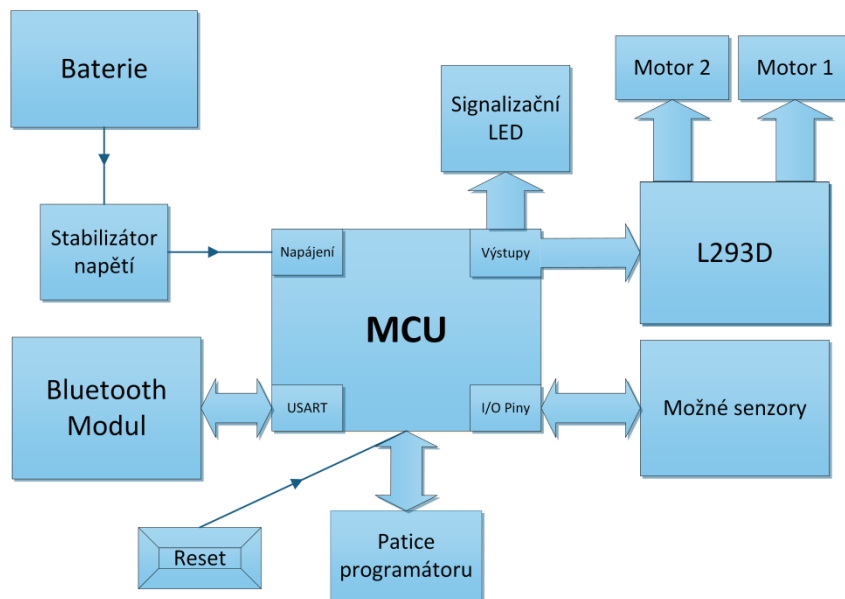 Baterie
Motor 2
Motor 1
Signalizační
LED
Stabilizátor
napětí
Napájení
Výstupy
L293D
MCU
Bluetooth
Modul
USART
I/O Piny
Možné senzory
Reset
Patice
programátoru